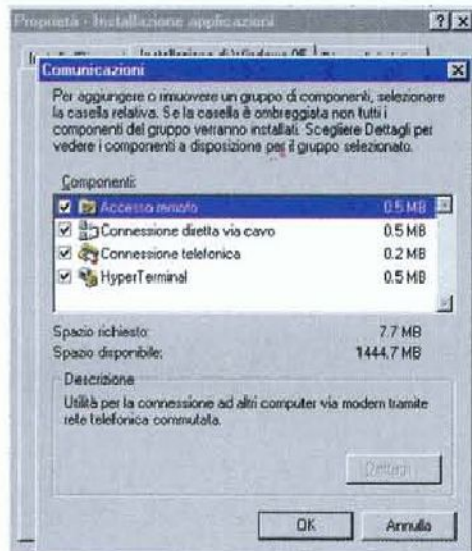 Proprietà - Installazione applicazioni
Installazione di Windows 95
Comunicazioni
Per aggiungere o rimuovere un gruppo di componenti, selezionare
la casella relativa. Se la casella è ombreggiata non tutti i
componenti del gruppo verranno installati. Scegliere Dettagli per
vedere i componenti a disposizione per il gruppo selezionato.
Componenti:
Accesso remoto 0.5 MB
Connessione diretta via cavo 0.5 MB
Connessione telefonica 0.2 MB
HyperTerminal 0.5 MB
Spazio richiesto: 7.7 MB
Spazio disponibile: 1444.7 MB
Descrizione
Utilità per la connessione ad altri computer via modem tramite
rete telefonica commutata.
Dettagli
OK Annulla